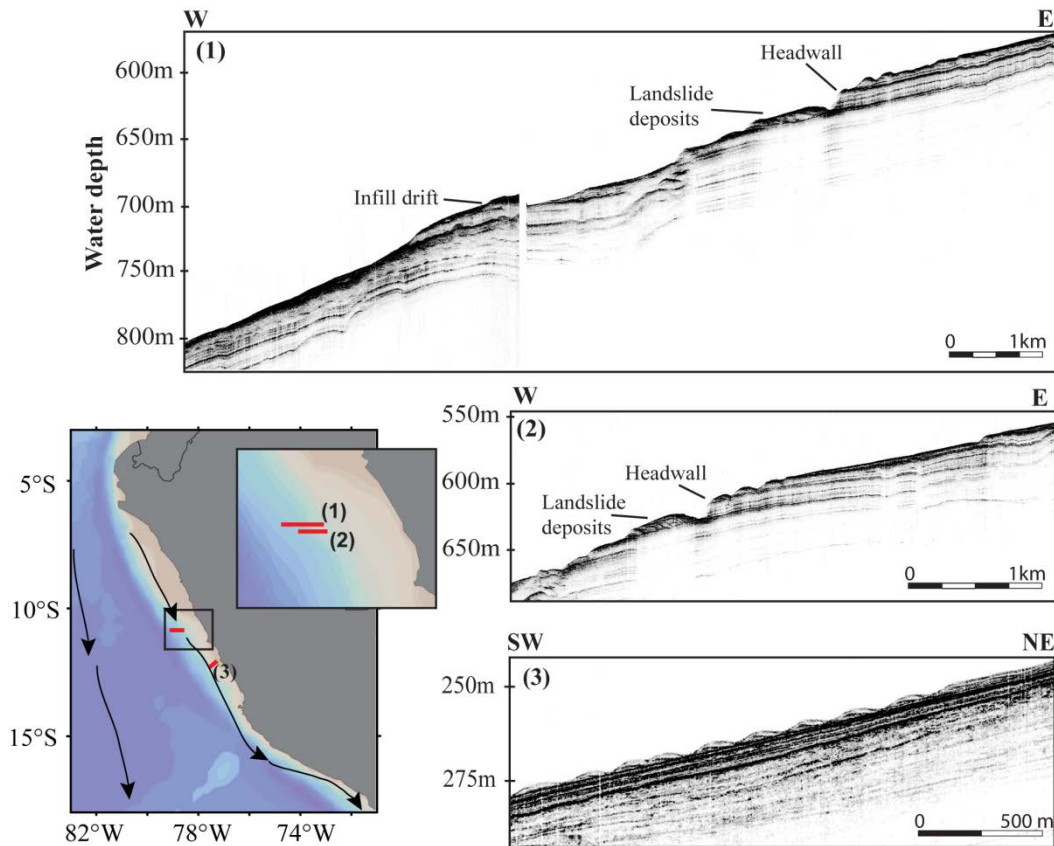 W
E
(1)
600m
650m
700m
750m
800m
Water depth
Headwall
Landslide
deposits
Infill drift
0 1km
W
E
550m
(2)
600m
650m
Headwall
Landslide
deposits
0 1km
5°S
10°S
15°S
82°W 78°W 74°W
(1)
(2)
(3)
SW
NE
(3)
250m
275m
0 500 m